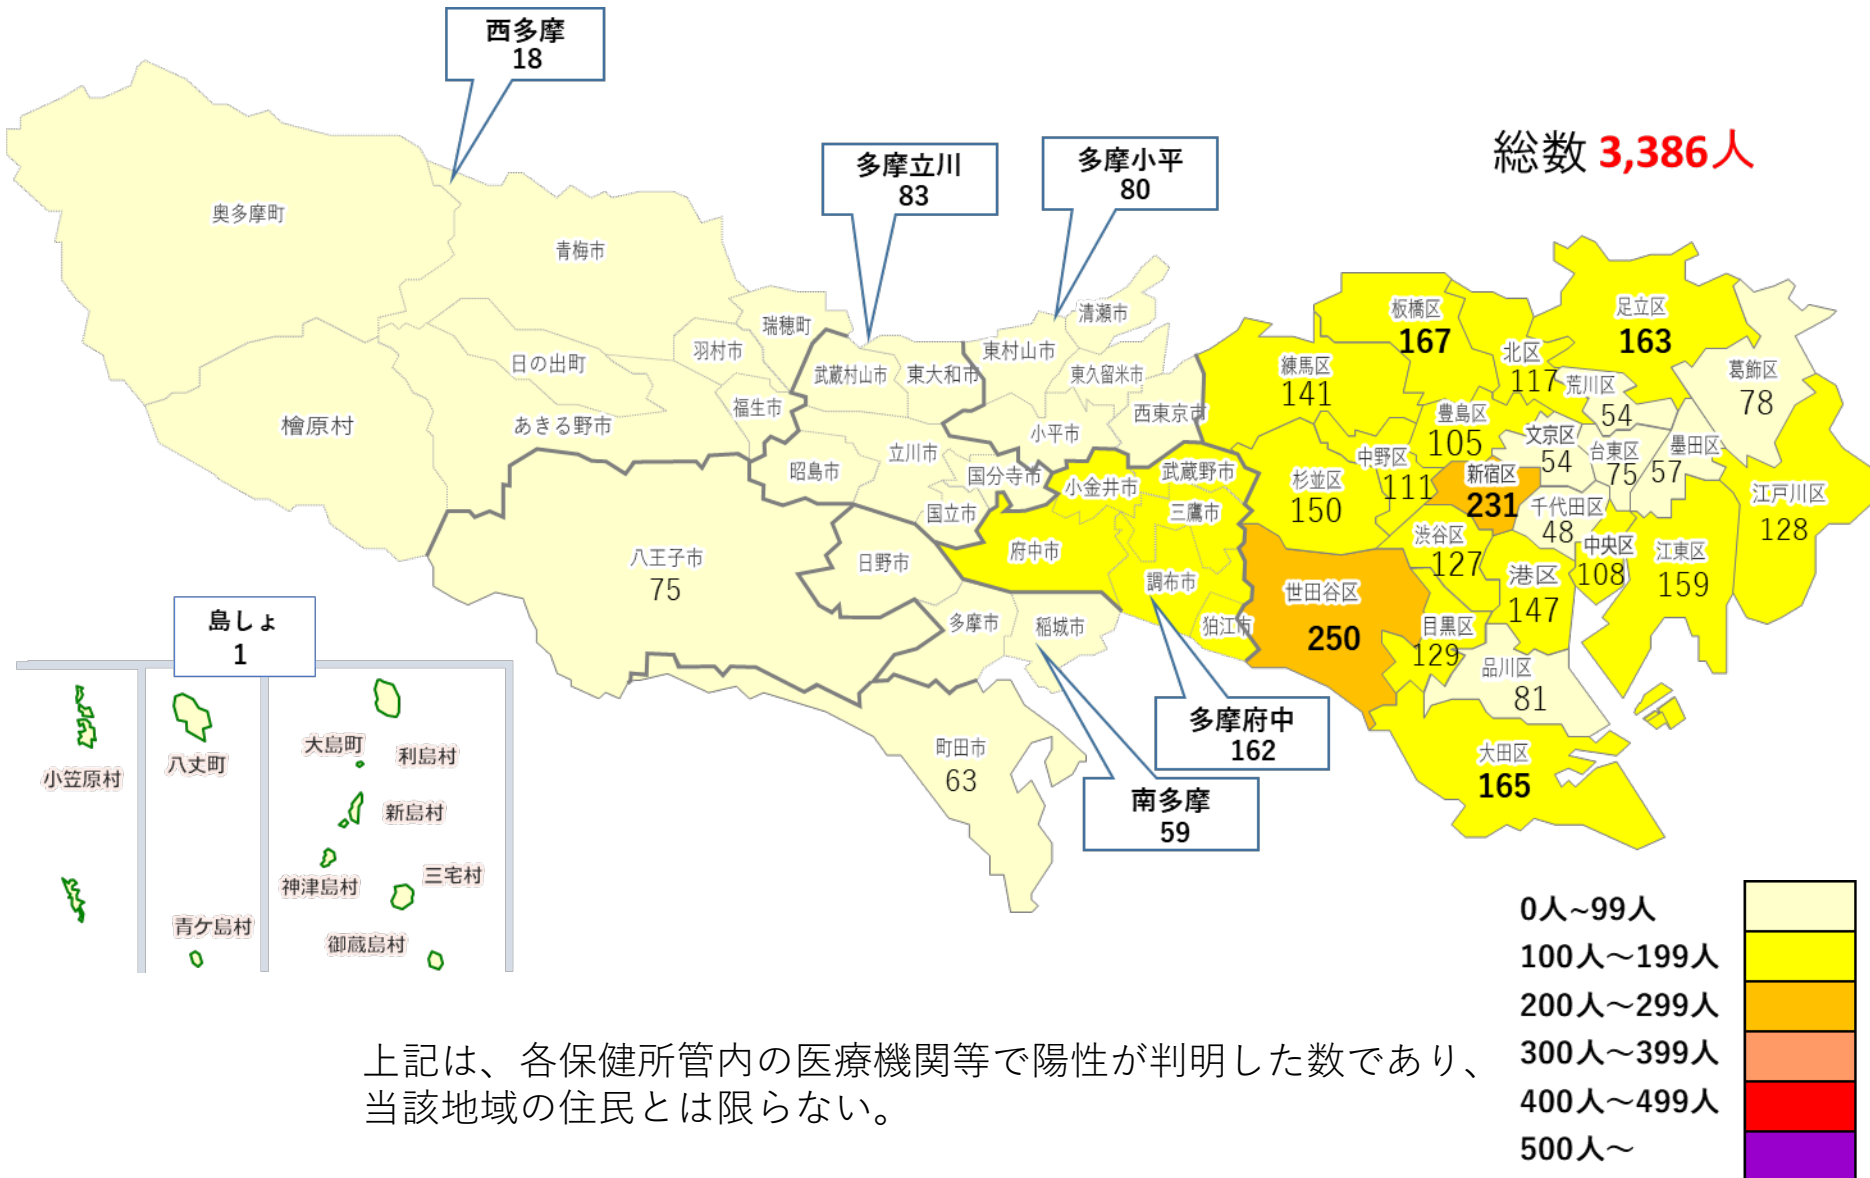 西多摩
18
多摩立川
83
多摩小平
80
総数 3,386人
奥多摩町
青梅市
瑞穂町
羽村市
日の出町
福生市
あきる野市
檜原村
武蔵村山市
東大和市
東村山市
清瀬市
東久留米市
西東京市
小平市
昭島市
立川市
国分寺市
国立市
小金井市
武蔵野市
三鷹市
府中市
調布市
狛江市
八王子市
75
日野市
多摩市
稲城市
町田市
63
板橋区
167
北区
117
足立区
163
葛飾区
78
練馬区
141
豊島区
105
荒川区
54
文京区
54
台東区
75
墨田区
57
杉並区
150
中野区
111
新宿区
231
千代田区
48
江戸川区
128
渋谷区
127
中央区
108
江東区
159
港区
147
世田谷区
250
目黒区
129
品川区
81
大田区
165
多摩府中
162
南多摩
59
島しょ
1
小笠原村
八丈町
青ケ島村
大島町
利島村
新島村
神津島村
三宅村
御蔵島村
0人~99人
100人～199人
200人～299人
300人～399人
400人～499人
500人～
上記は、各保健所管内の医療機関等で陽性が判明した数であり、
当該地域の住民とは限らない。